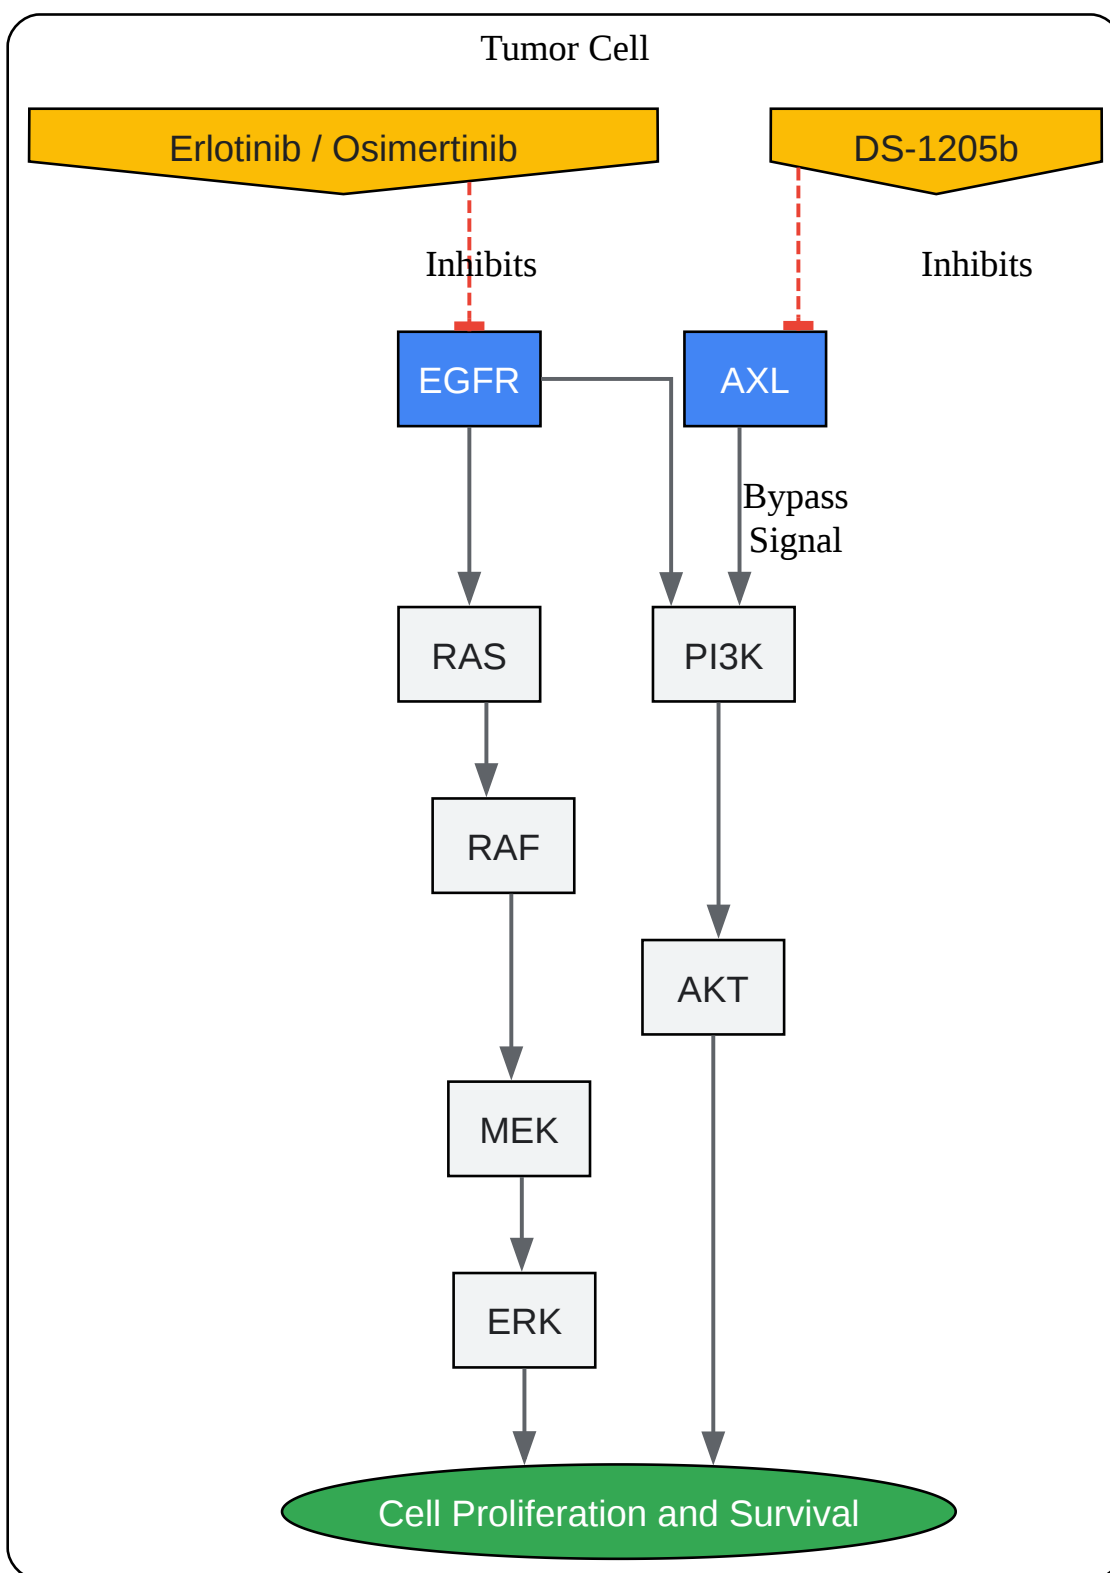 Tumor Cell
Erlotinib / Osimertinib
DS-1205b
Inhibits
Inhibits
EGFR
AXL
Bypass
Signal
RAS
PI3K
RAF
AKT
MEK
ERK
Cell Proliferation and Survival